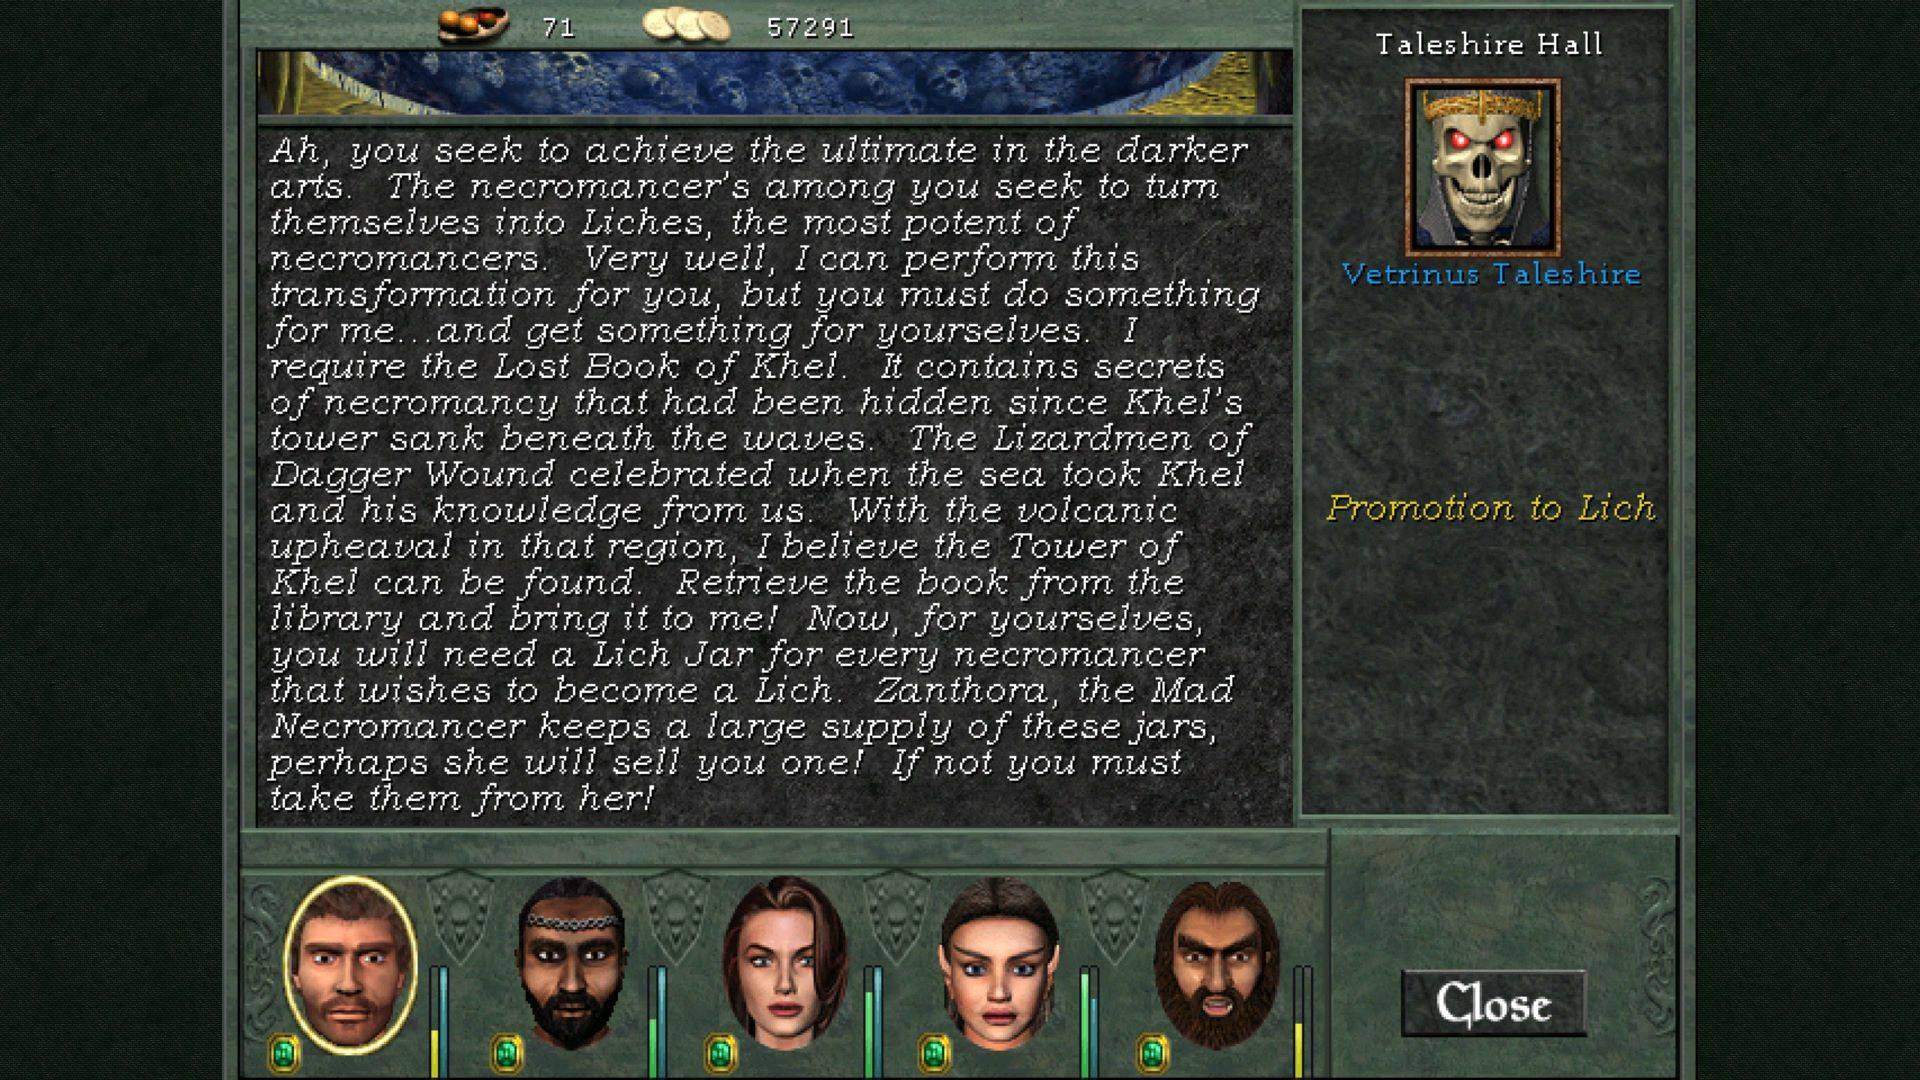 71 57291
Taleshire Hall
Ah, you seek to achieve the ultimate in the darker
arts. The necromancer's among you seek to turn
themselves into Liches, the most potent of
necromancers. Very well, I can perform this
transformation for you, but you must do something
for me...and get something for yourselves. I
require the Lost Book of Khel. It contains secrets
of necromancy that had been hidden since Khel's
tower sank beneath the waves. The Lizardmen of
Dagger Wound celebrated when the sea took Khel
and his knowledge from us. With the volcanic
upheaval in that region, I believe the Tower of
Khel can be found. Retrieve the book from the
library and bring it to me! Now, for yourselves,
you will need a Lich Jar for every necromancer
that wishes to become a Lich. Zanthora, the Mad
Necromancer keeps a large supply of these jars,
perhaps she will sell you one! If not you must
take them from her!
Vetrinus Taleshire
Promotion to Lich
Close